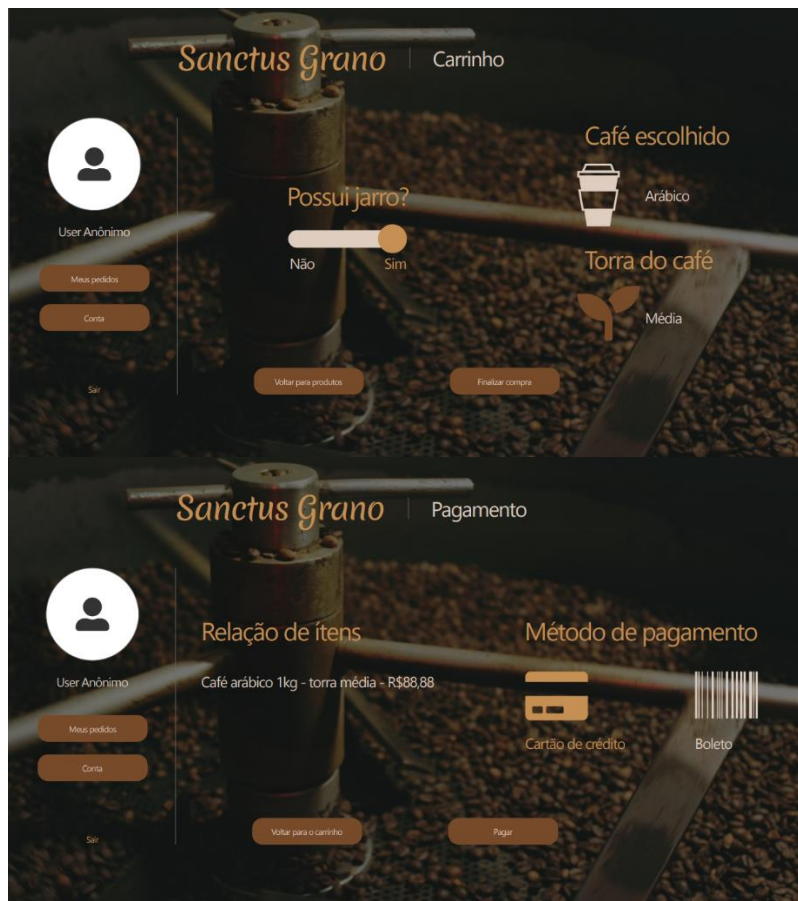 Sanctus Grano
Carrinho
User Anônimo
Meus pedidos
Conta
Sair
Possui jarro?
Não
Sim
Café escolhido
Arábico
Torra do café
Média
Voltar para produtos
Finalizar compra
Sanctus Grano
Pagamento
User Anônimo
Meus pedidos
Conta
Sair
Relação de ítens
Café arábico 1kg - torra média - R$88,88
Método de pagamento
Cartão de crédito
Boleto
Voltar para o carrinho
Pagar